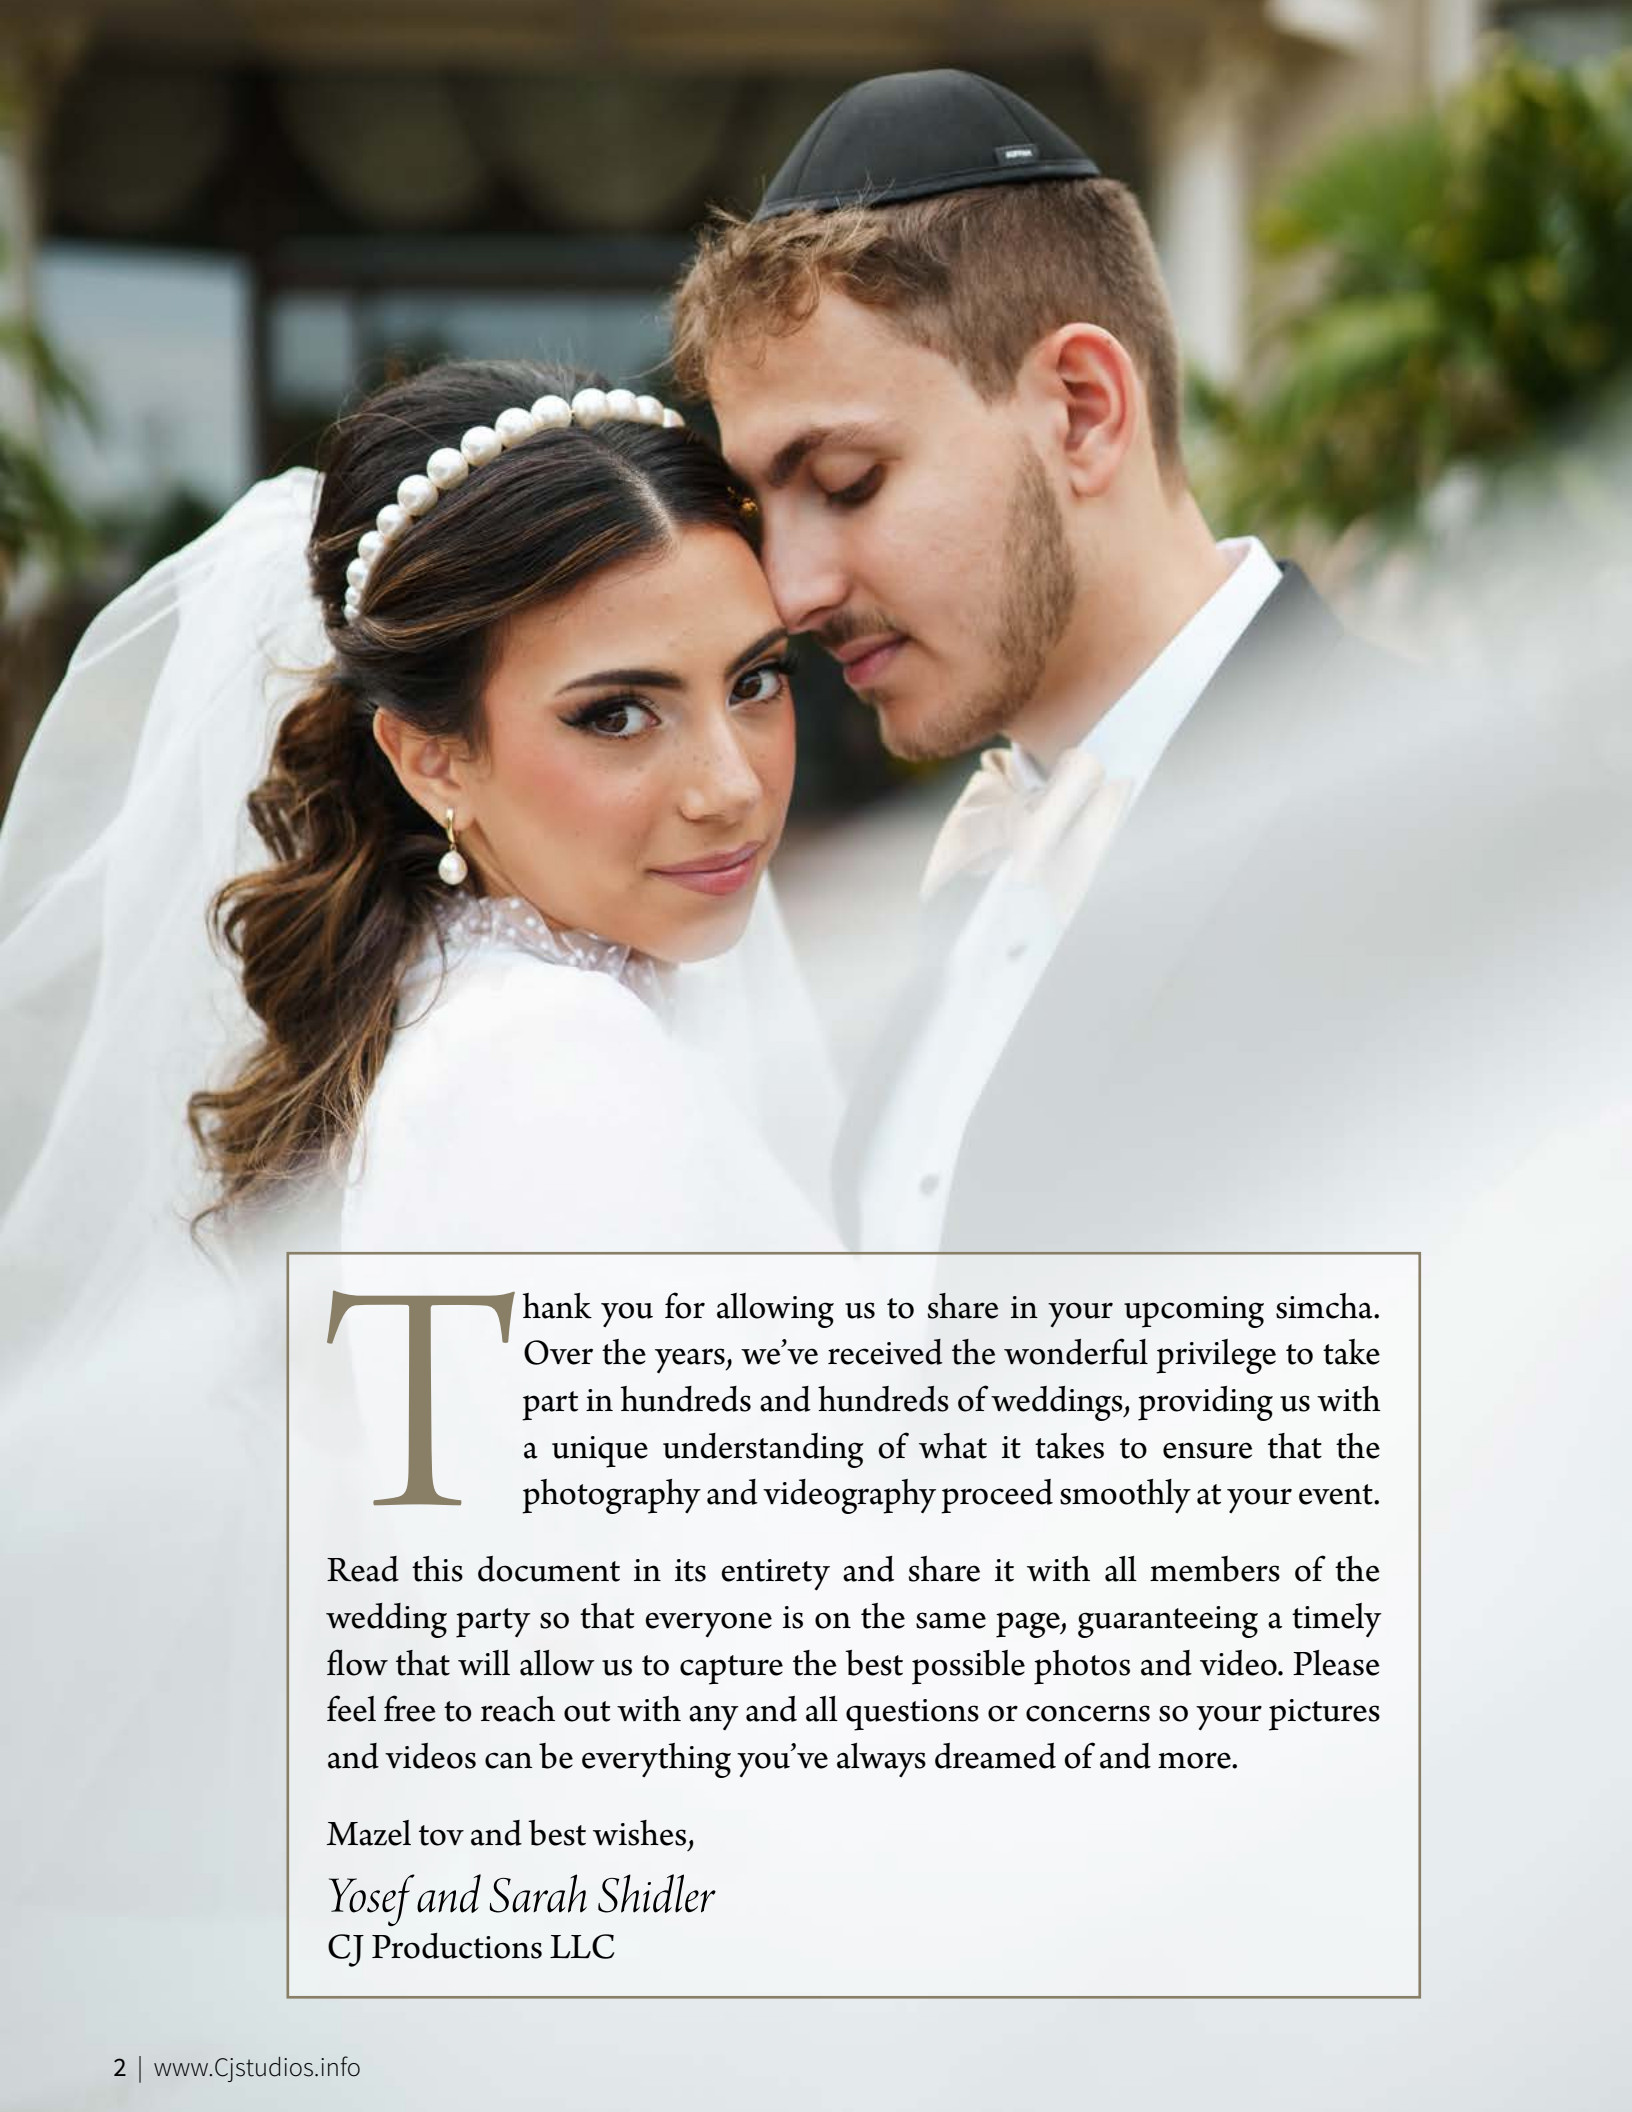 Thank you for allowing us to share in your upcoming simcha.
Over the years, we've received the wonderful privilege to take
part in hundreds and hundreds of weddings, providing us with
a unique understanding of what it takes to ensure that the
photography and videography proceed smoothly at your event.
Read this document in its entirety and share it with all members of the
wedding party so that everyone is on the same page, guaranteeing a timely
flow that will allow us to capture the best possible photos and video. Please
feel free to reach out with any and all questions or concerns so your pictures
and videos can be everything you've always dreamed of and more.
Mazel tov and best wishes,
Yosef and Sarah Shidler
CJ Productions LLC
2 | www.Cjstudios.info